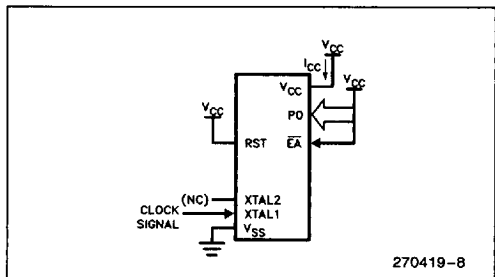 VCC
ICC
VCC
VCC
VCC
P0
RST
EA
(NC)
XTAL2
CLOCK
SIGNAL
XTAL1
VSS
270419-8